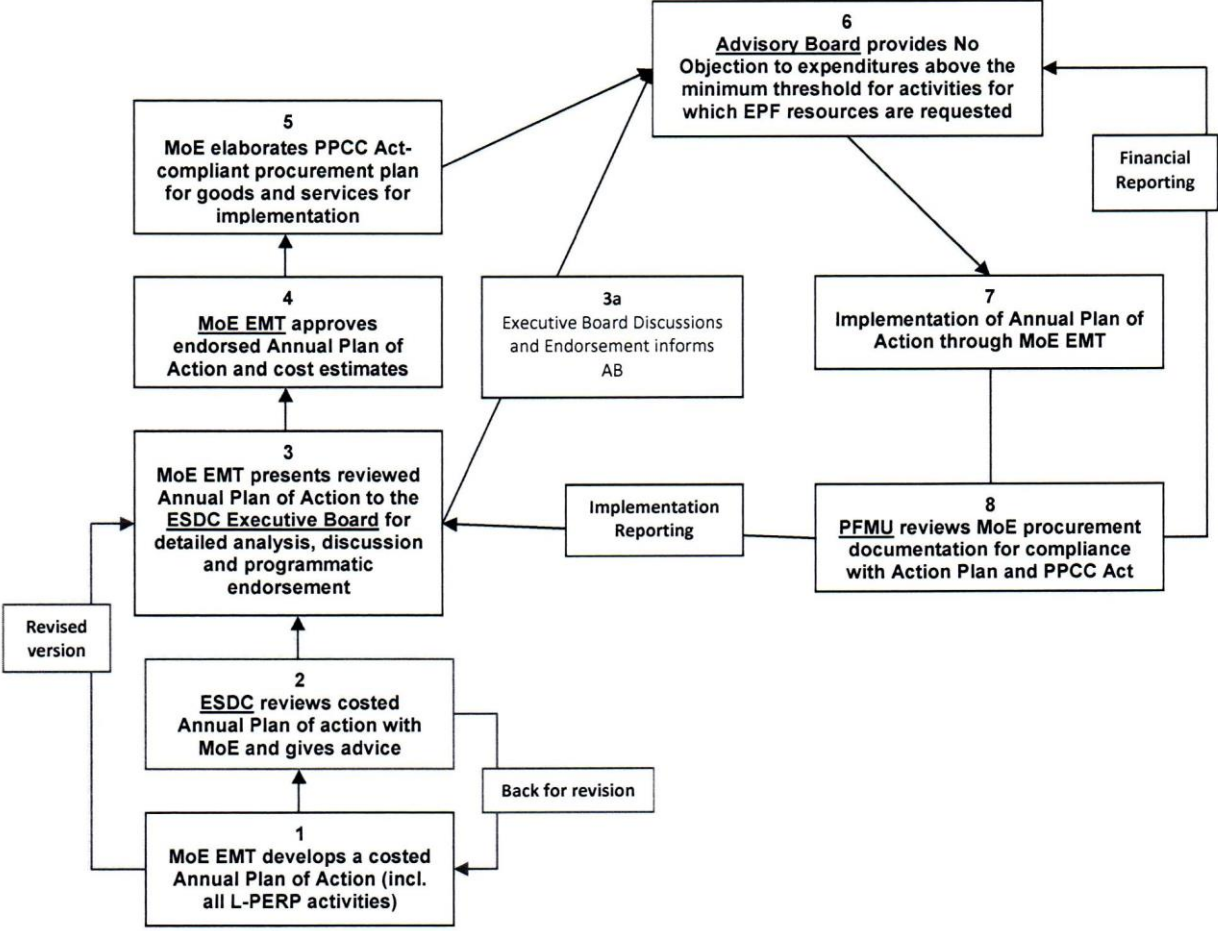 6
Advisory Board provides No
Objection to expenditures above the
minimum threshold for activities for
which EPF resources are requested
5
MoE elaborates PPCC Act-
compliant procurement plan
for goods and services for
implementation
Financial
Reporting
4
MoE EMT approves
endorsed Annual Plan of
Action and cost estimates
3a
Executive Board Discussions
and Endorsement informs
AB
7
Implementation of Annual Plan of
Action through MoE EMT
3
MoE EMT presents reviewed
Annual Plan of Action to the
ESDC Executive Board for
detailed analysis, discussion
and programmatic
endorsement
Implementation
Reporting
8
PFMU reviews MoE procurement
documentation for compliance
with Action Plan and PPCC Act
Revised
version
2
ESDC reviews costed
Annual Plan of action with
MoE and gives advice
Back for revision
1
MoE EMT develops a costed
Annual Plan of Action (incl.
all L-PERP activities)